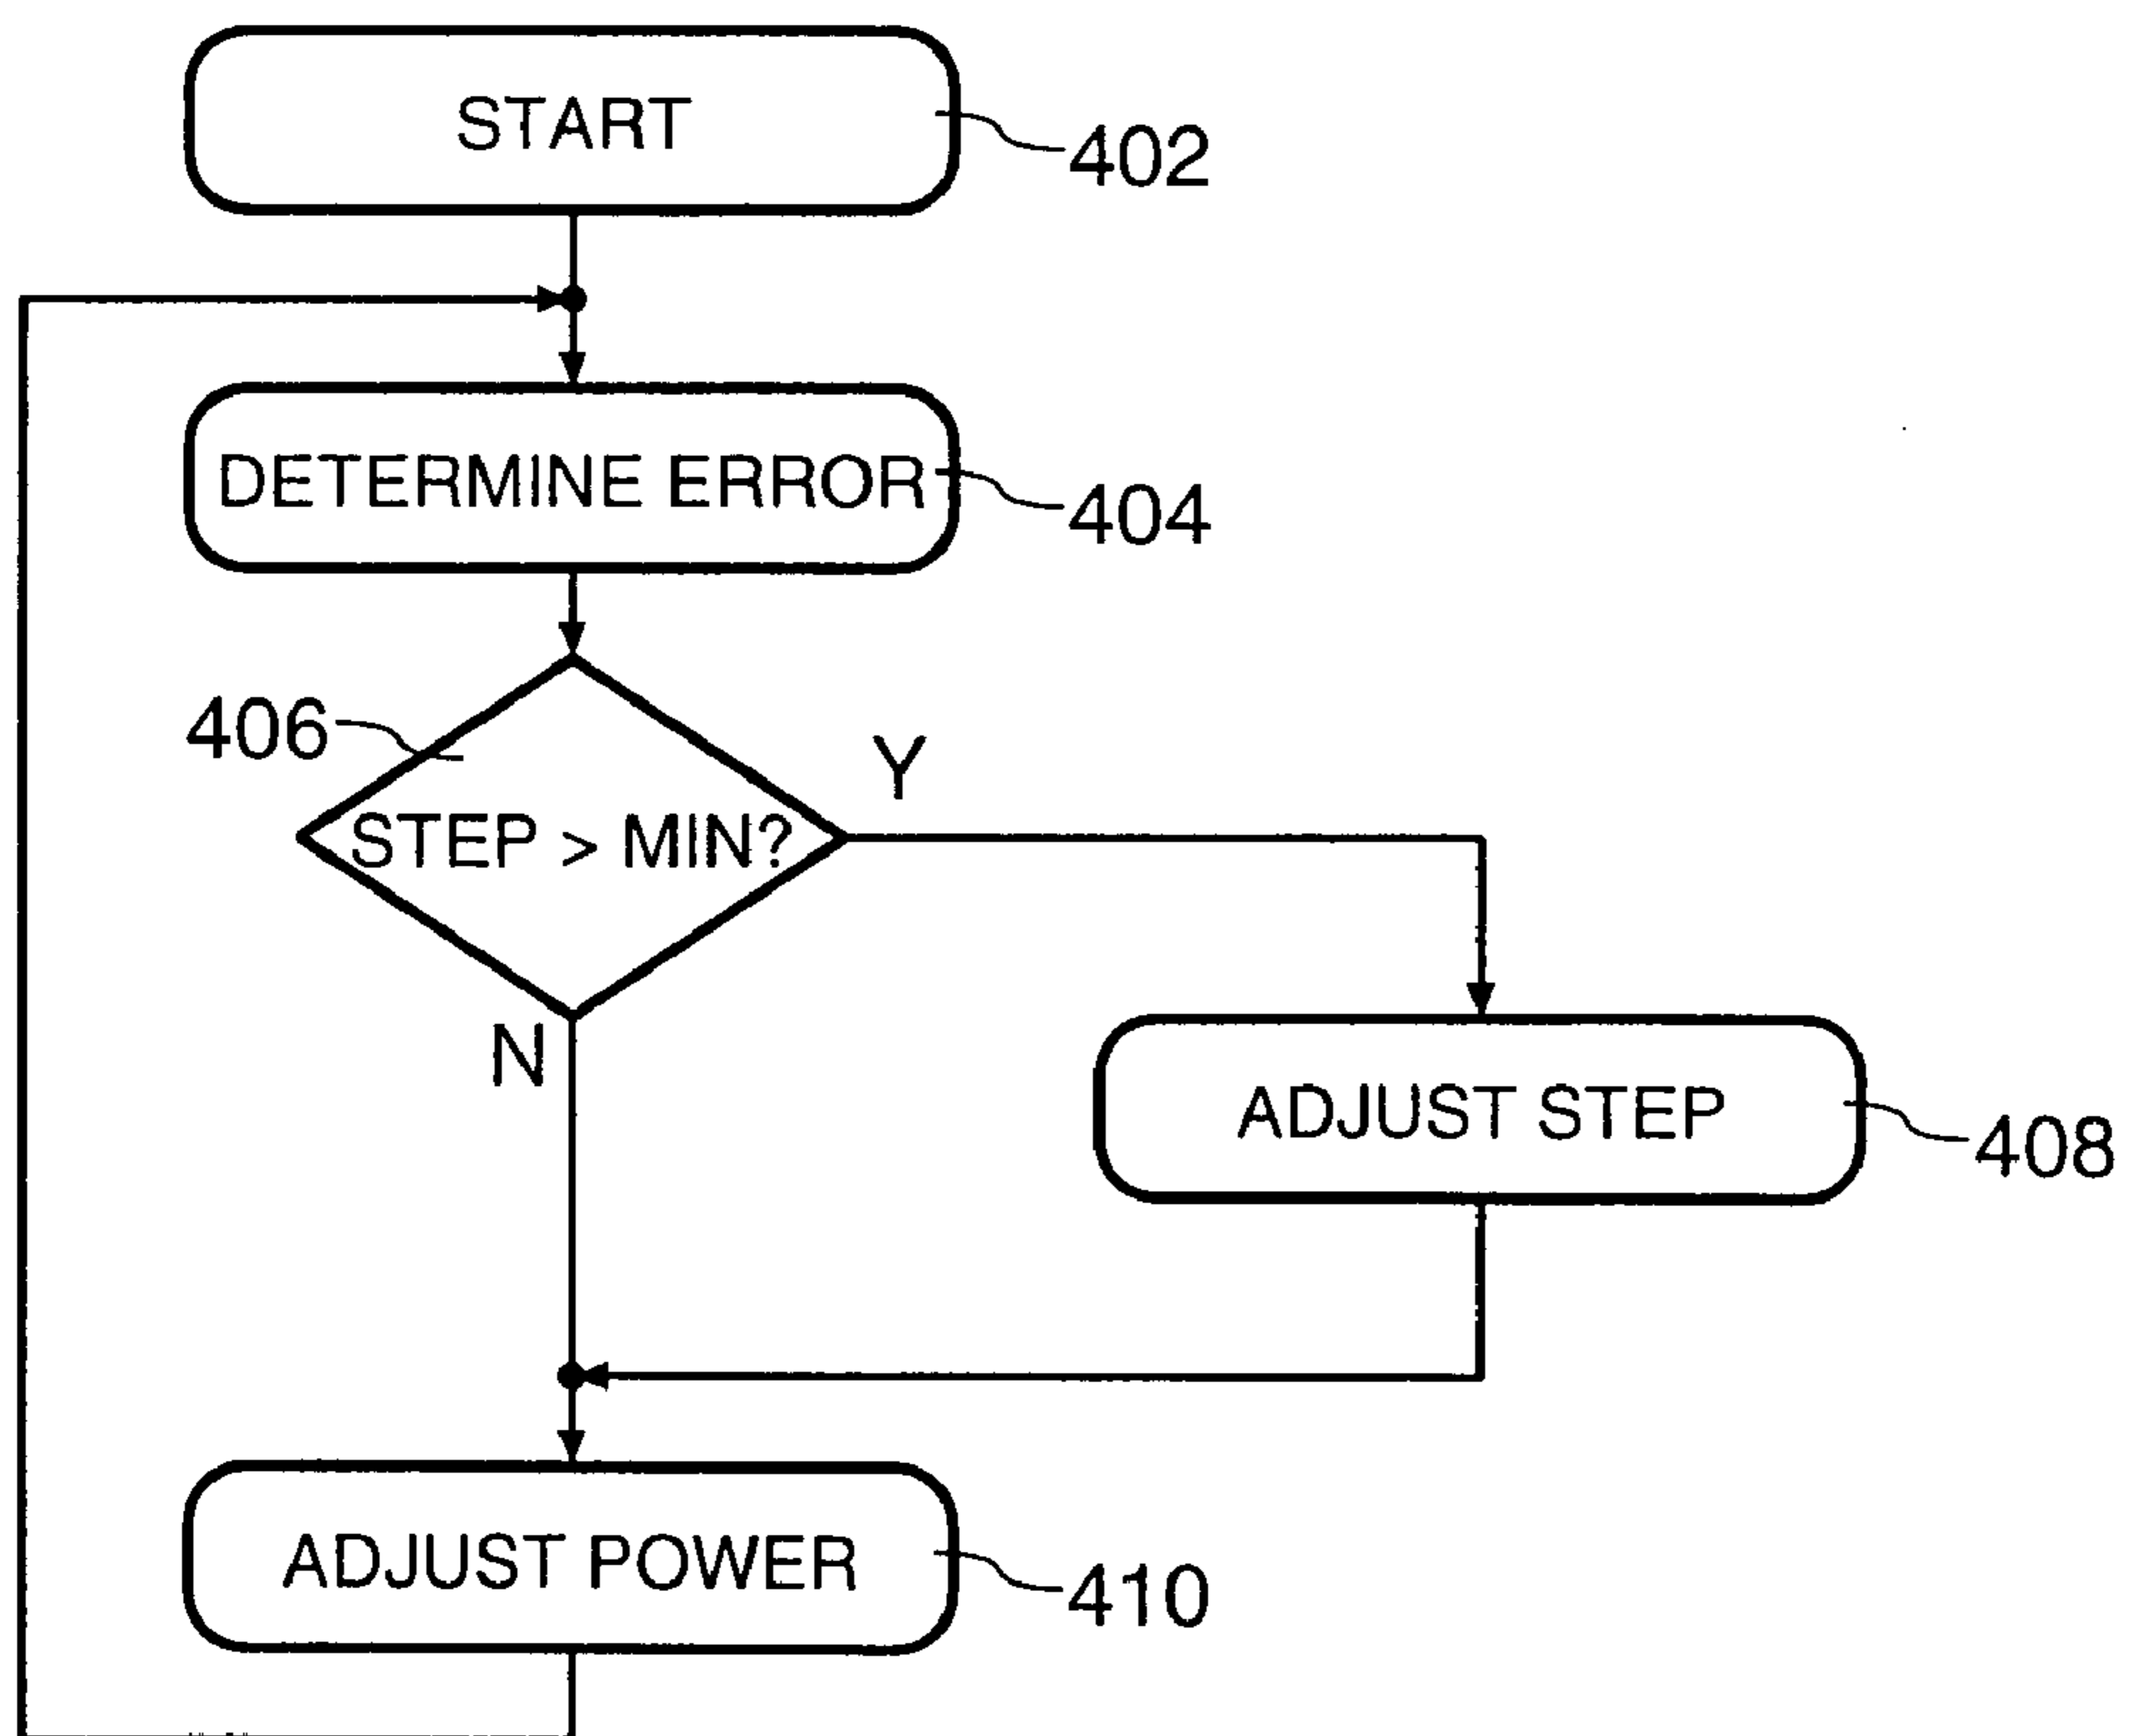 START
402
DETERMINE ERROR
404
406
Y
STEP > MIN?
N
ADJUST STEP
408
ADJUST POWER
410